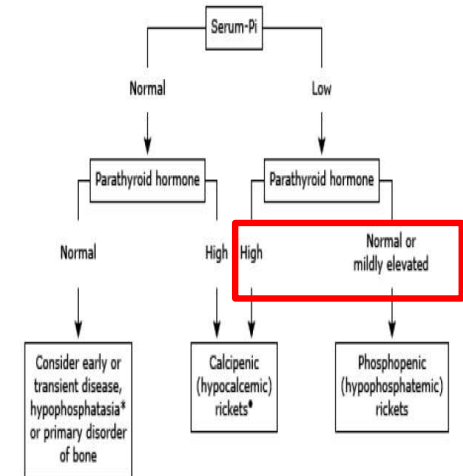 Serum-Pi
Normal
Low
Parathyroid hormone
Parathyroid hormone
Normal
High
High
Normal or
mildly elevated
Consider early or
transient disease,
hypophosphatasia*
or primary disorder
of bone
Calcipenic
(hypocalcemic)
rickets•
Phosphopenic
(hypophosphatemic)
rickets